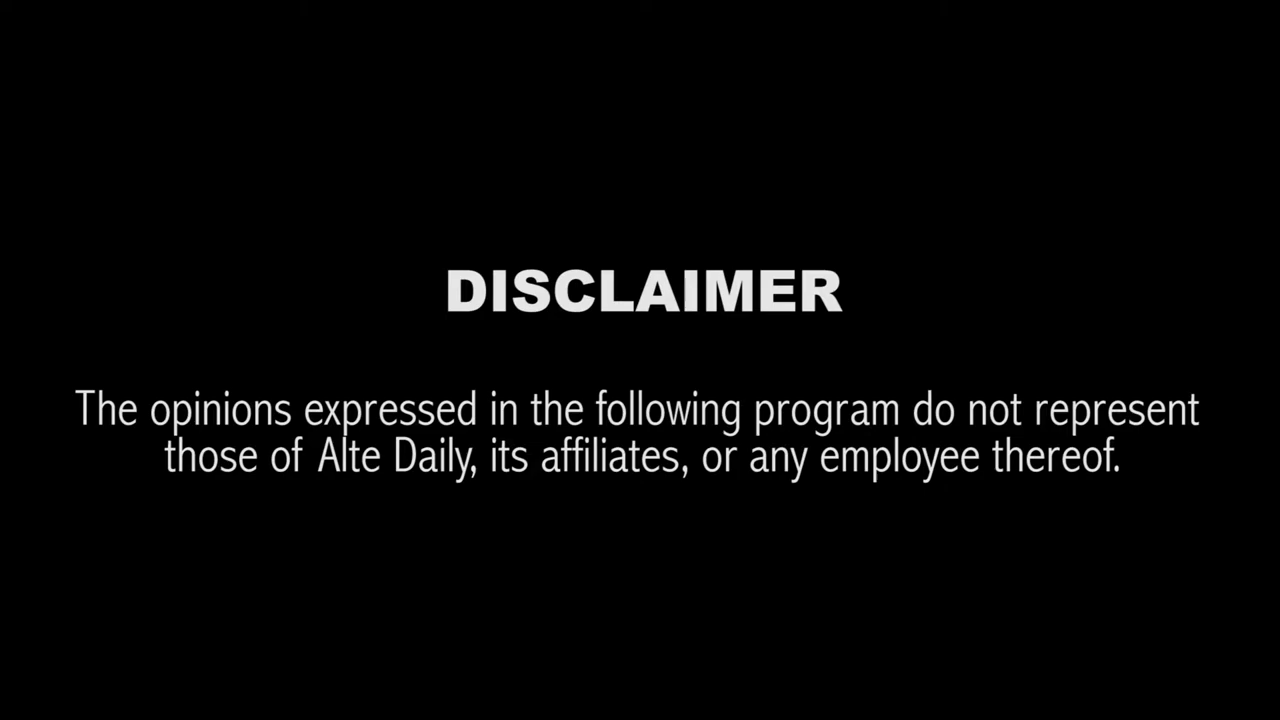 DISCLAIMER
The opinions expressed in the following program do not represent
those of Alte Daily, its affiliates, or any employee thereof.